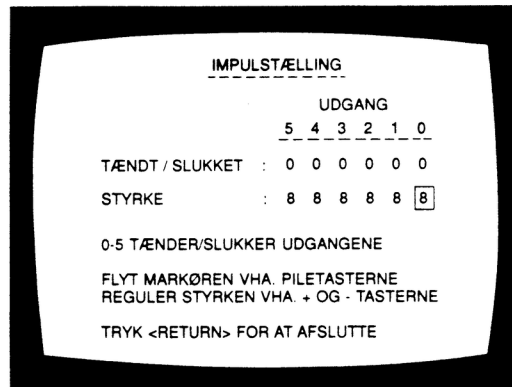 IMPULSTÆLLING
UDGANG
5 4 3 2 1 0
TÆNDT / SLUKKET : 0 0 0 0 0 0
STYRKE : 8 8 8 8 8 8
0-5 TÆNDER/SLUKKER UDGANGENE
FLYT MARKØREN VHA. PILETASTERNE
REGULER STYRKEN VHA. + OG - TASTERNE
TRYK <RETURN> FOR AT AFSLUTTE